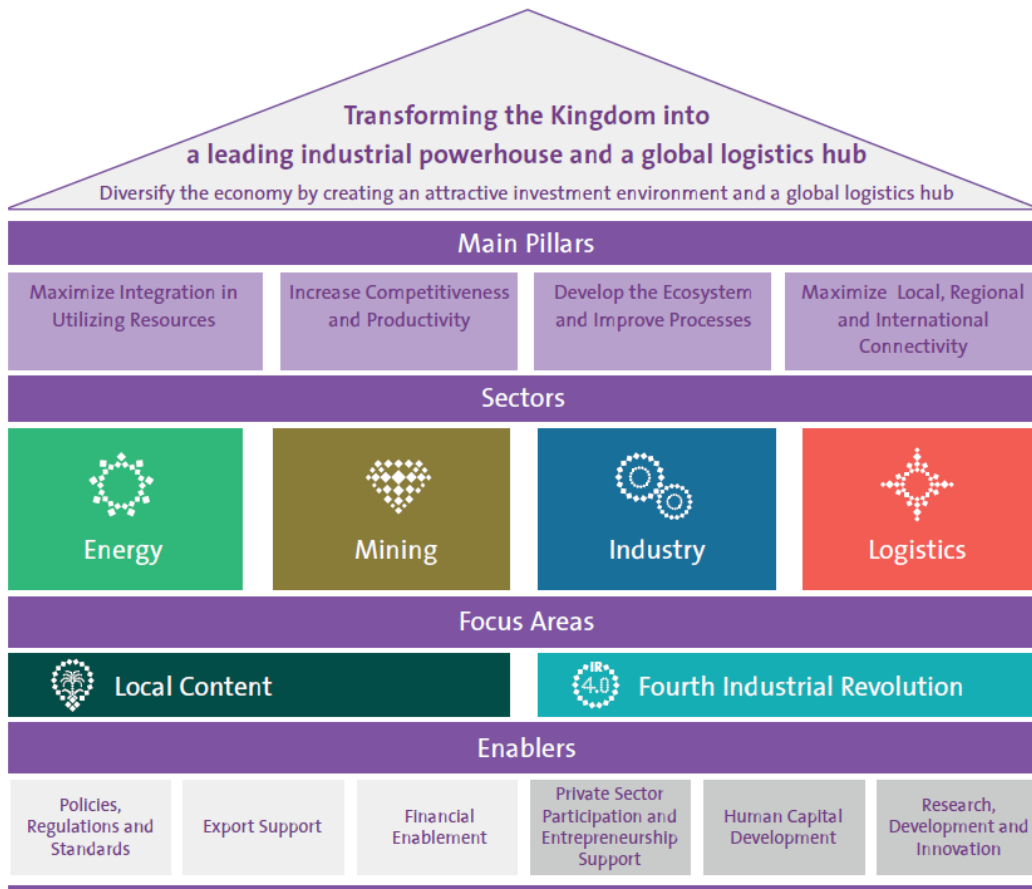 Transforming the Kingdom into
a leading industrial powerhouse and a global logistics hub
Diversify the economy by creating an attractive investment environment and a global logistics hub
Main Pillars
Maximize Integration in
Utilizing Resources
Increase Competitiveness
and Productivity
Develop the Ecosystem
and Improve Processes
Maximize Local, Regional
and International
Connectivity
Sectors
Energy
Mining
Industry
Logistics
Focus Areas
Local Content
IR
4.0
Fourth Industrial Revolution
Enablers
Policies,
Regulations and
Standards
Export Support
Financial
Enablement
Private Sector
Participation and
Entrepreneurship
Support
Human Capital
Development
Research,
Development and
Innovation